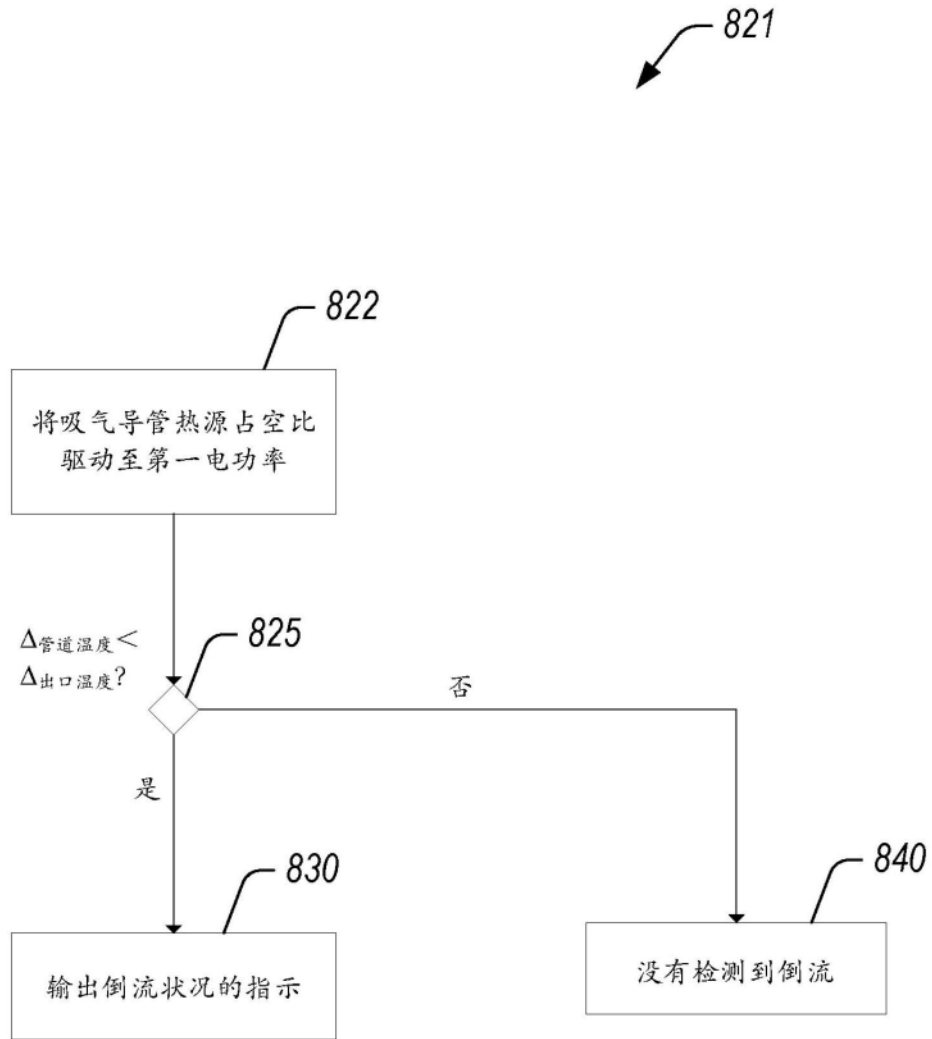 821
822
将吸气导管热源占空比
驱动至第一电功率
Δ管道温度<
Δ出口温度?
825
否
是
830
840
输出倒流状况的指示
没有检测到倒流